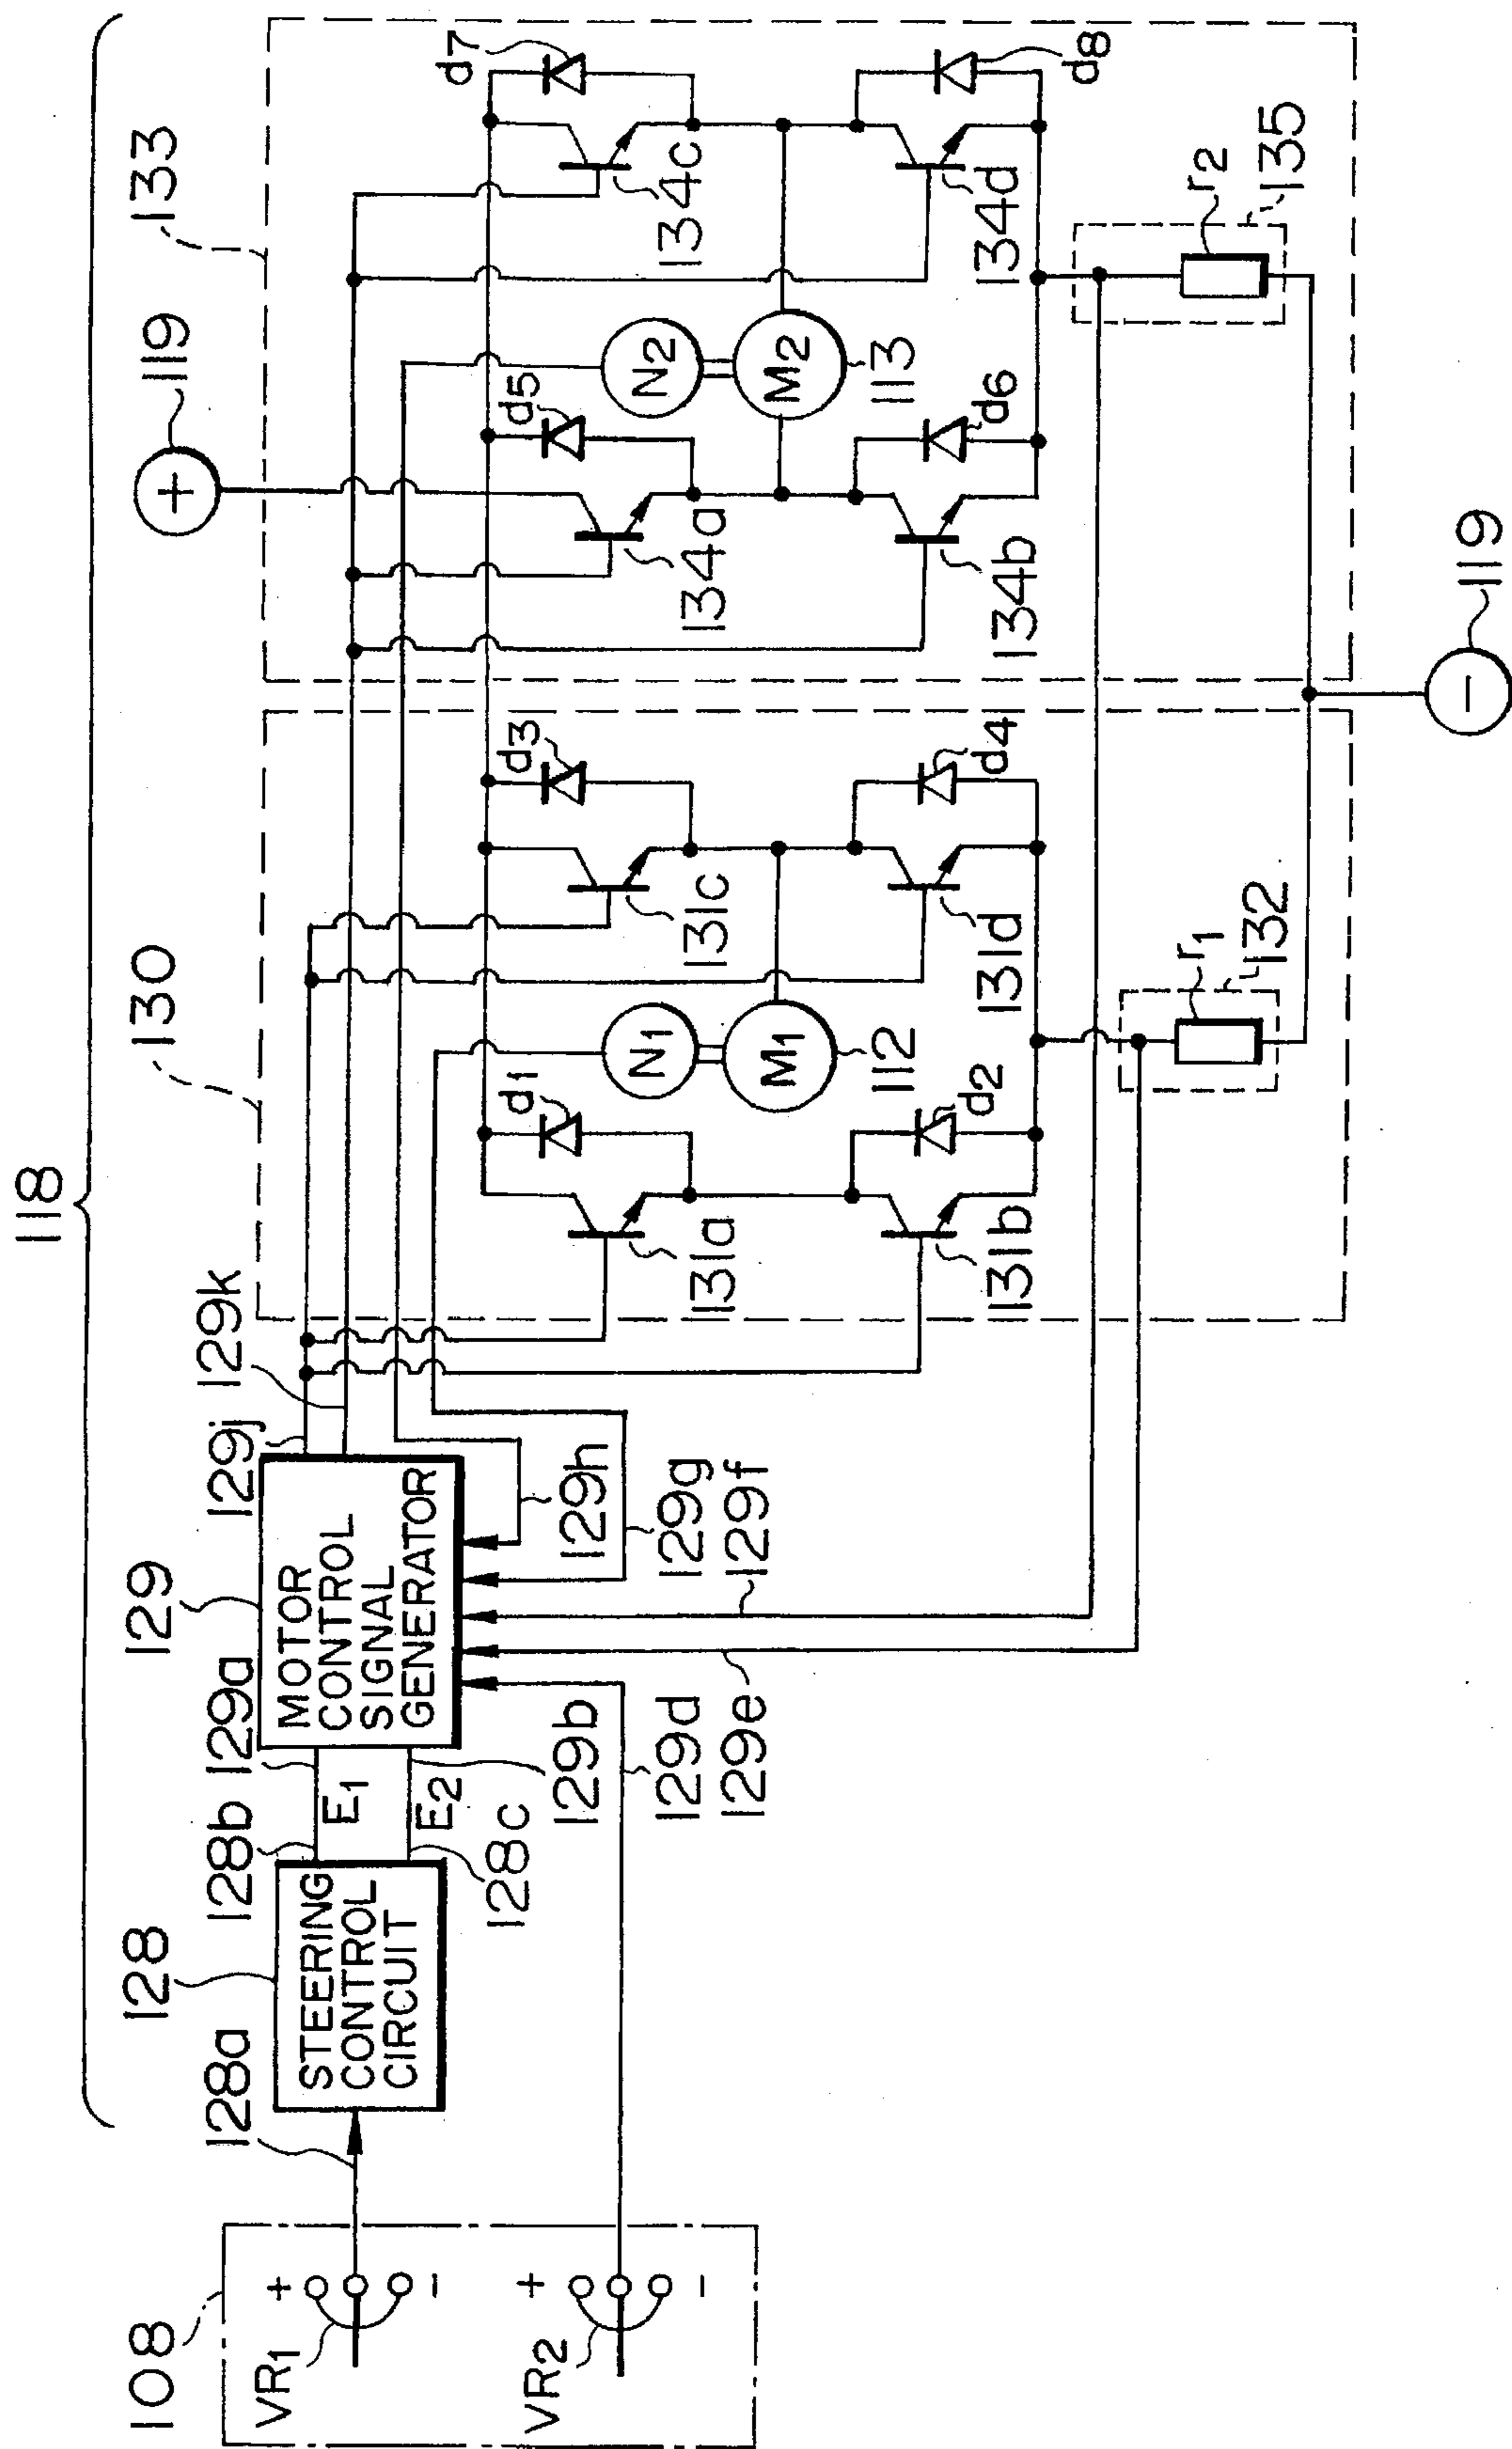 118
108
VR1
+
-
VR2
+
-
128a
128
STEERING
CONTROL
CIRCUIT
128b
128c
E1
E2
129a
129b
129
MOTOR
CONTROL
SIGNAL
GENERATOR
129d
129e
129f
129g
129h
129j
129k
130
131a
131b
d1
d2
N1
M1
112
131c
131d
d3
d4
r1
132
133
119
+
134a
134b
d5
d6
N2
M2
113
134c
134d
d7
d8
r2
135
119
-